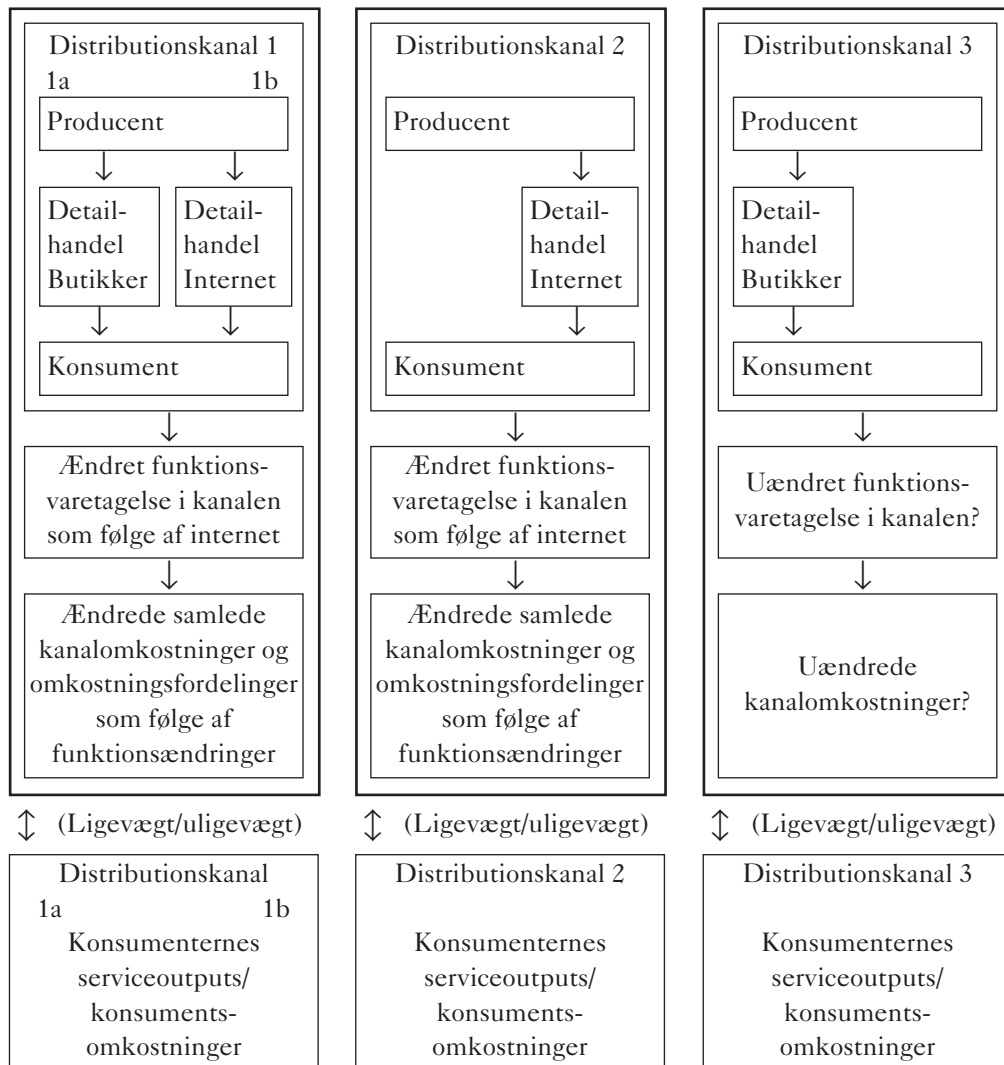 Distributionskanal 1
1a 1b
Producent
Detail-
handel
Butikker
Detail-
handel
Internet
Konsument
Ændret funktions-
varetagelse i kanalen
som følge af internet
Ændrede samlede
kanalomkostninger og
omkostningsfordelinger
som følge af
funktionsændringer
(Ligevægt/uligevægt)
Distributionskanal
1a 1b
Konsumenternes
serviceoutputs/
konsuments-
omkostninger
Distributionskanal 2
Producent
Detail-
handel
Internet
Konsument
Ændret funktions-
varetagelse i kanalen
som følge af internet
Ændrede samlede
kanalomkostninger og
omkostningsfordelinger
som følge af
funktionsændringer
(Ligevægt/uligevægt)
Distributionskanal 2
Konsumenternes
serviceoutputs/
konsuments-
omkostninger
Distributionskanal 3
Producent
Detail-
handel
Butikker
Konsument
Uændret funktions-
varetagelse i kanalen?
Uændrede
kanalomkostninger?
(Ligevægt/uligevægt)
Distributionskanal 3
Konsumenternes
serviceoutputs/
konsuments-
omkostninger